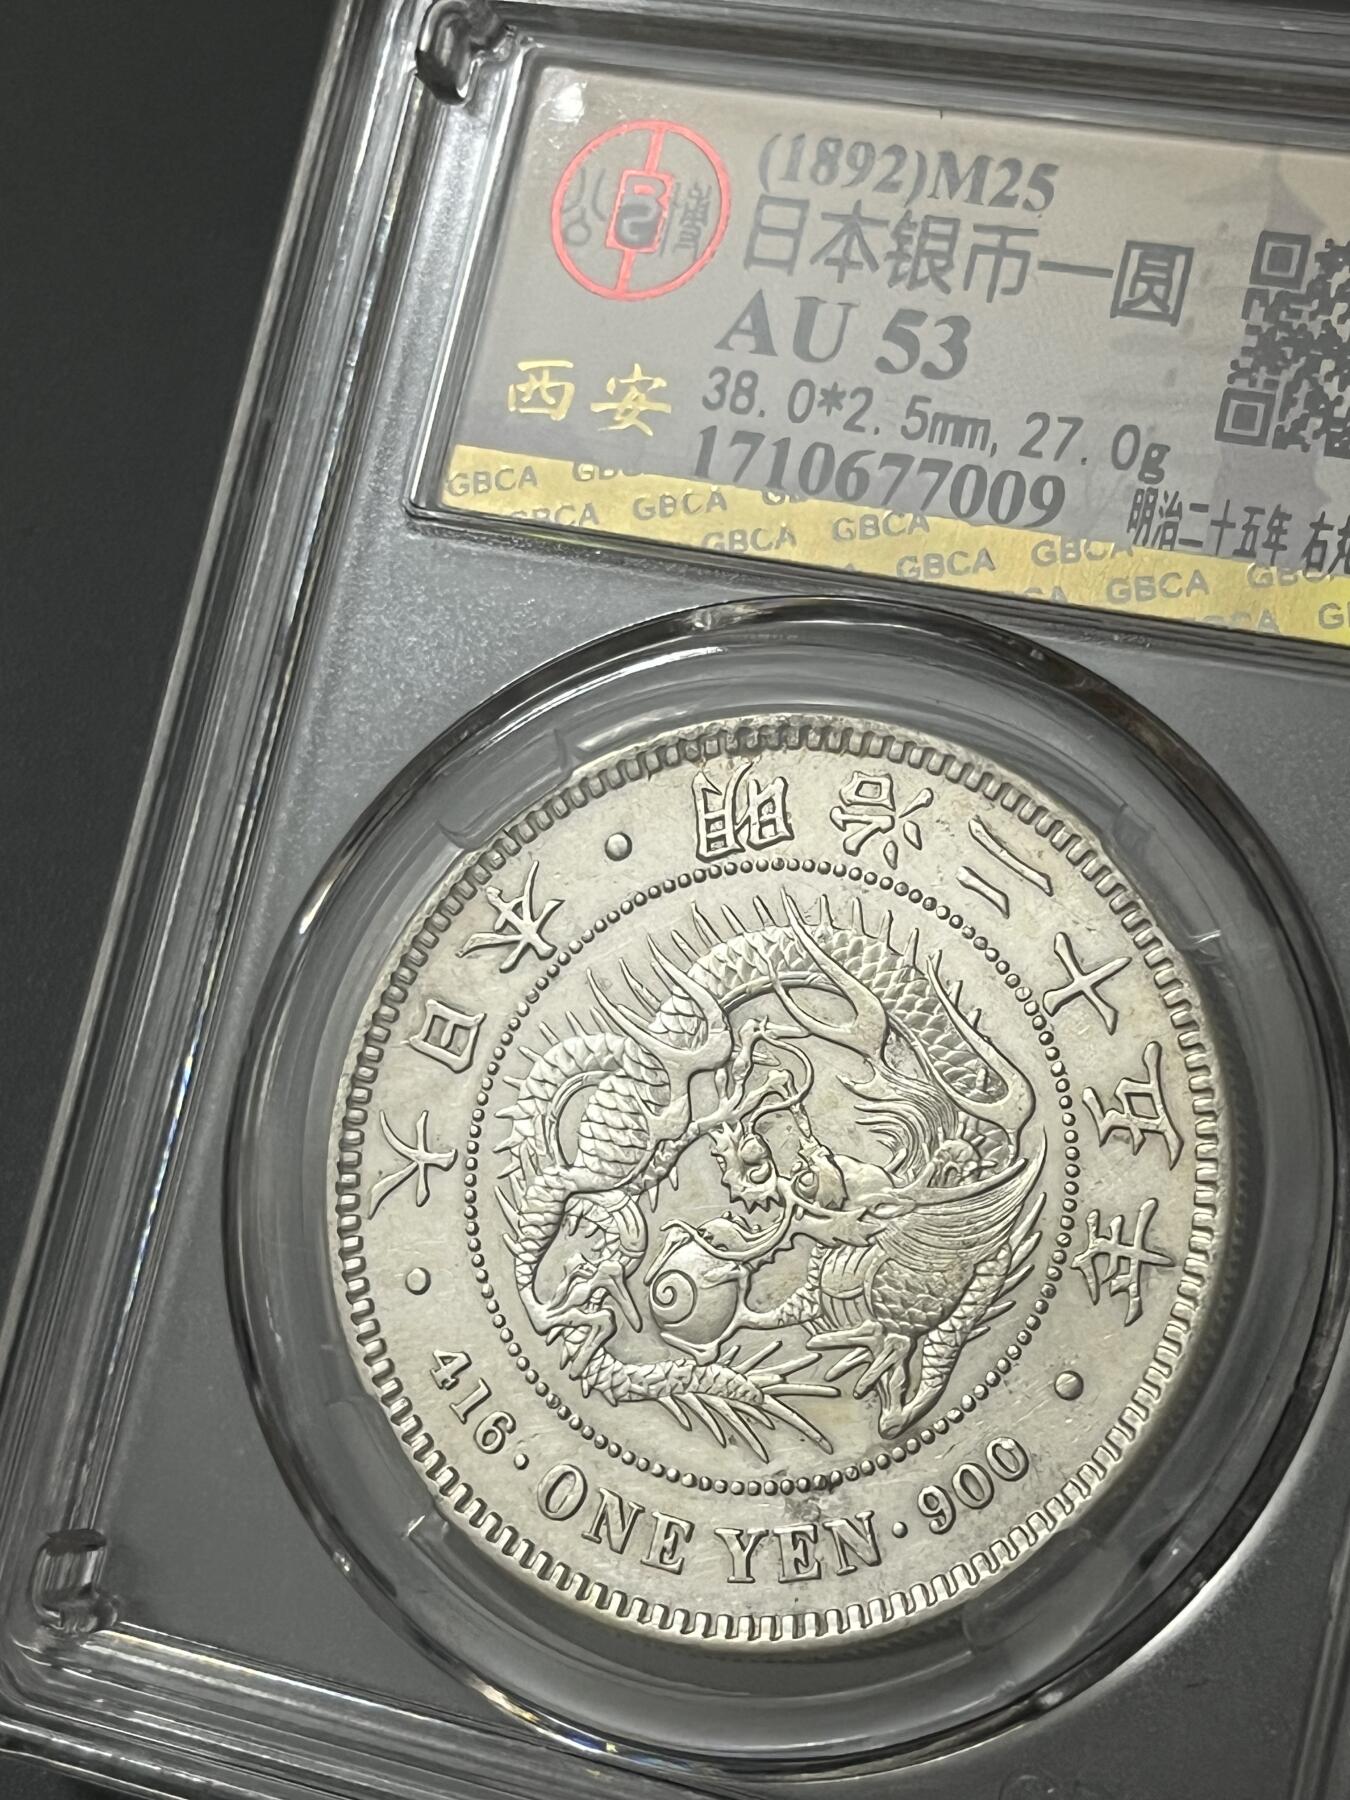 (1892)M25
日本银币一圆
AU 53
西安
38.0*2.5mm, 27.0g
1710677009
明治二十五年 右
GBCA GBCA GBCA GBCA GBCA GBCA GBCA GBCA GBCA
大日本 · 明治二十五年
416 · ONE YEN · 900